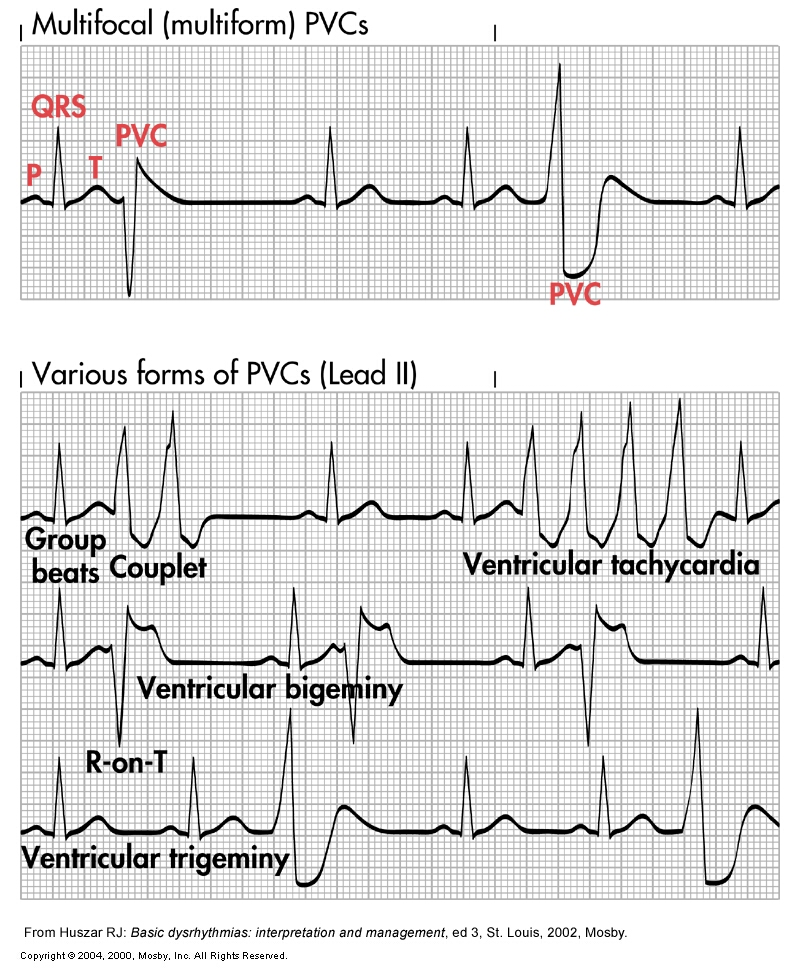 Multifocal (multiform) PVCs
QRS
PVC
P
T
PVC
Various forms of PVCs (Lead II)
Group
beats Couplet
Ventricular tachycardia
Ventricular bigeminy
R-on-T
Ventricular trigeminy
From Huszar RJ: Basic dysrhythmias: interpretation and management, ed 3, St. Louis, 2002, Mosby.
Copyright © 2004, 2000, Mosby, Inc. All Rights Reserved.